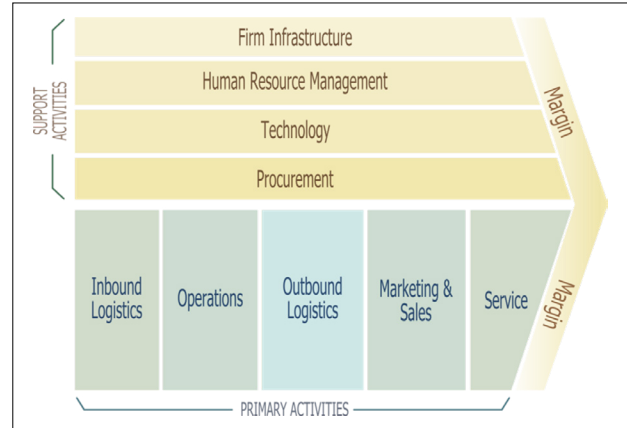 Firm Infrastructure
Human Resource Management
Technology
Procurement
SUPPORT
ACTIVITIES
Margin
Inbound
Logistics
Operations
Outbound
Logistics
Marketing &
Sales
Service
Margin
PRIMARY ACTIVITIES